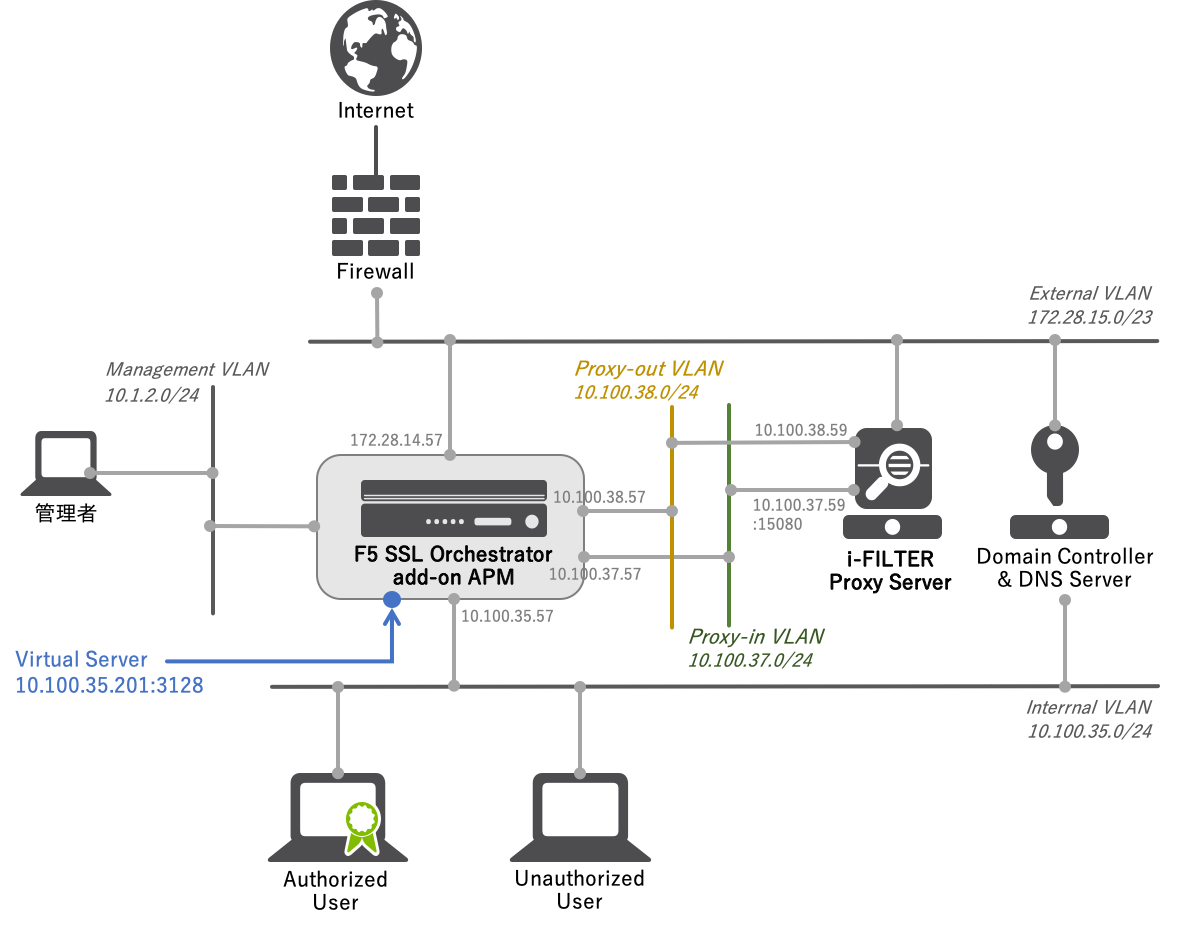 Internet
Firewall
External VLAN
172.28.15.0/23
Management VLAN
10.1.2.0/24
Proxy-out VLAN
10.100.38.0/24
172.28.14.57
10.100.38.59
管理者
10.100.38.57
10.100.37.59
:15080
F5 SSL Orchestrator
add-on APM
10.100.37.57
i-FILTER
Proxy Server
Domain Controller
& DNS Server
10.100.35.57
Proxy-in VLAN
10.100.37.0/24
Virtual Server
10.100.35.201:3128
Interrnal VLAN
10.100.35.0/24
Authorized
User
Unauthorized
User